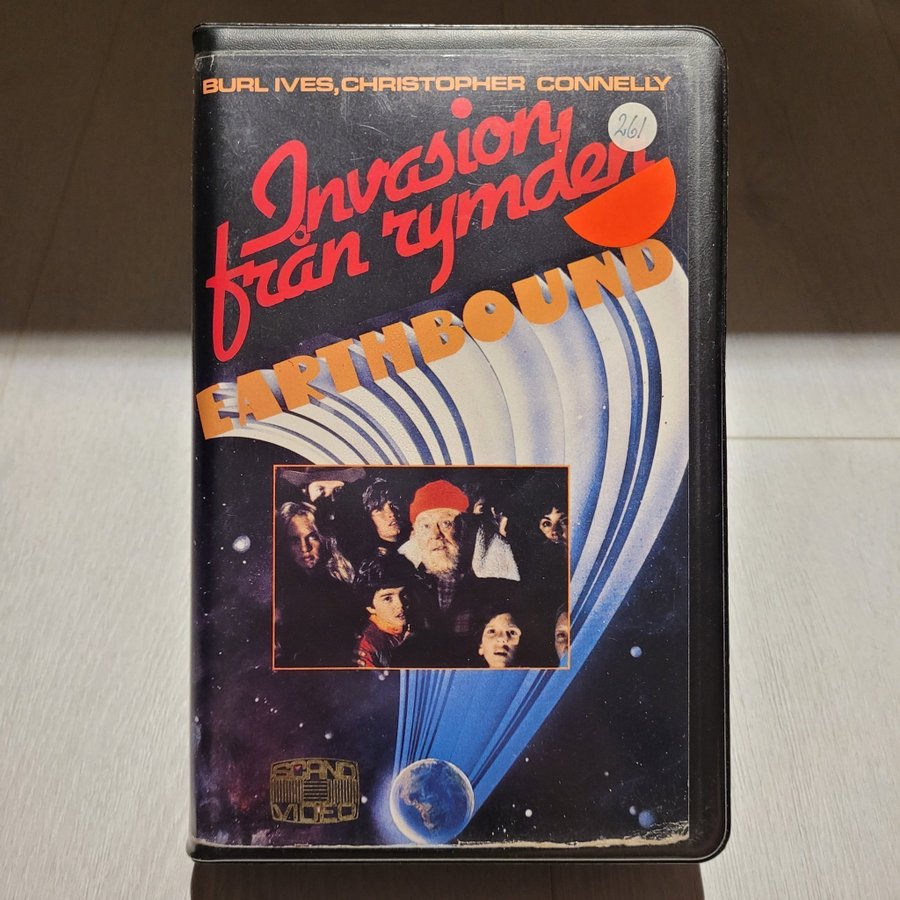 BURL IVES, CHRISTOPHER CONNELLY
261
Invasion
från rymden
EARTHBOUND
SCAND
VIDEO